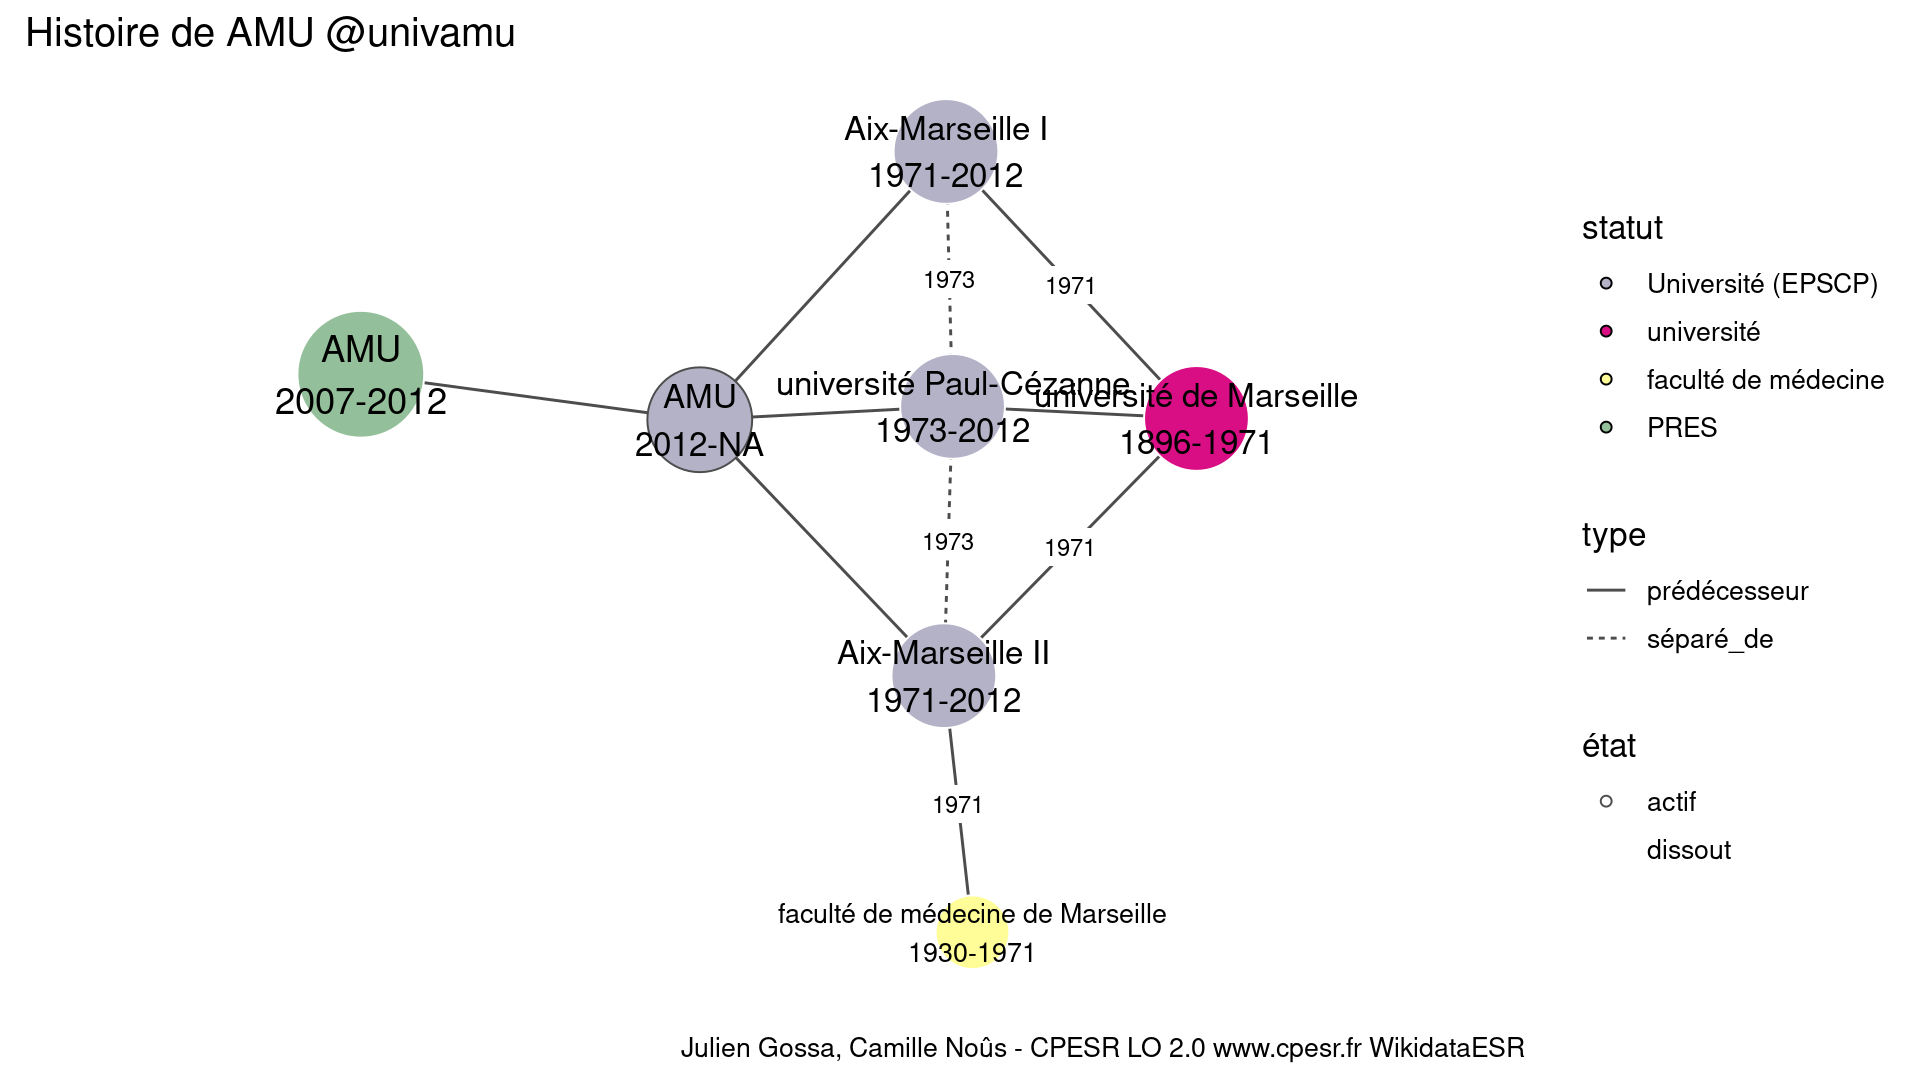 Histoire de AMU @univamu
Aix-Marseille I
1971-2012
1973
1971
AMU
2007-2012
AMU
2012-NA
université Paul-Cézanne
1973-2012
université de Marseille
1896-1971
1973
1971
Aix-Marseille II
1971-2012
1971
faculté de médecine de Marseille
1930-1971
statut
Université (EPSCP)
université
faculté de médecine
PRES
type
prédécesseur
séparé_de
état
actif
dissout
Julien Gossa, Camille Noûs - CPESR LO 2.0 www.cpesr.fr WikidataESR